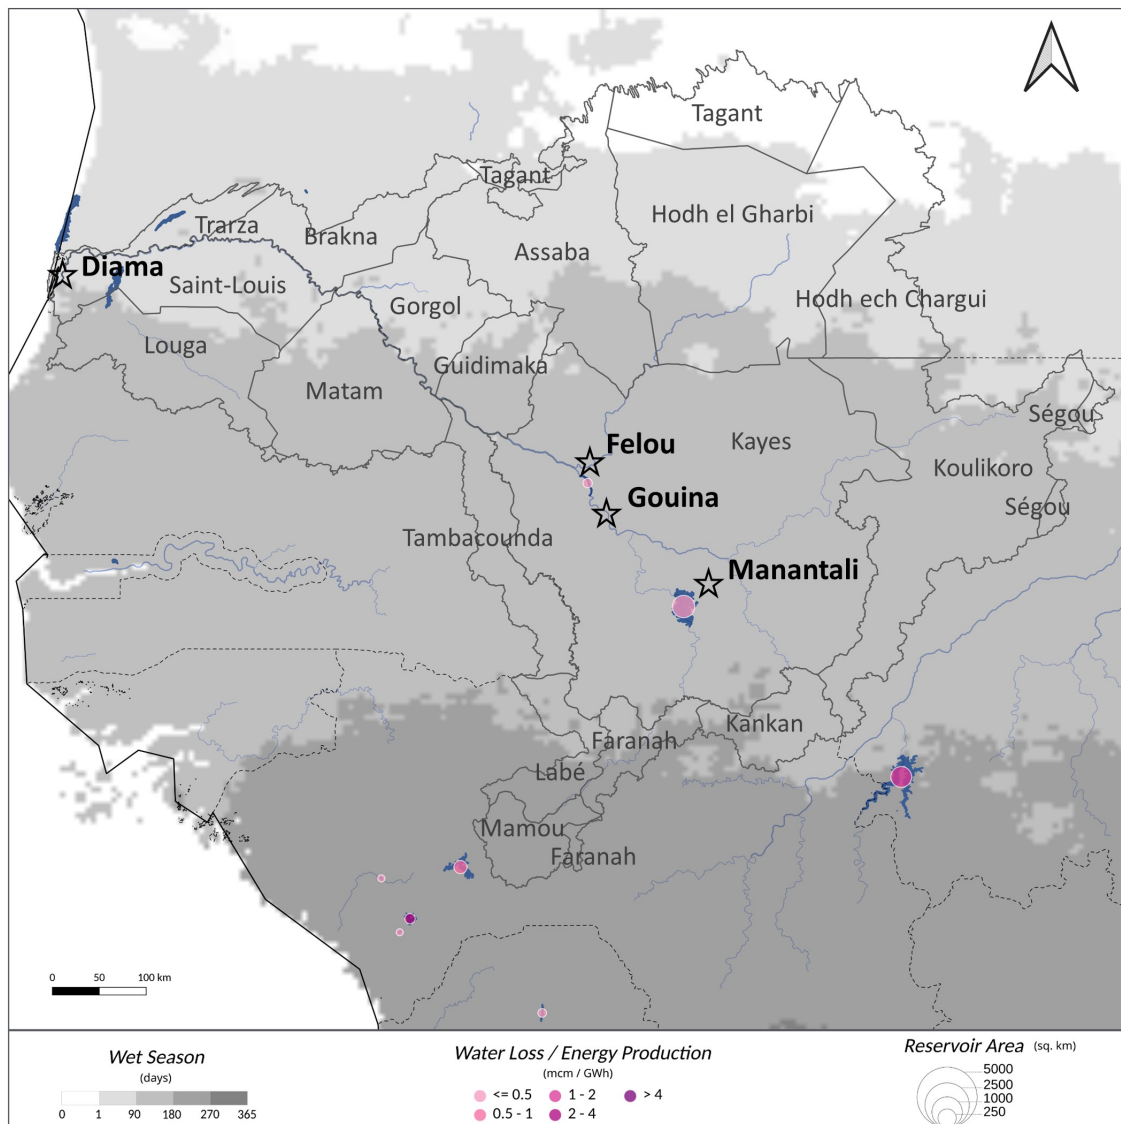 Tagant
Tagant
Hodh el Gharbi
Trarza
Brakna
Assaba
Diama
Saint-Louis
Hodh ech Chargui
Gorgol
Louga
Guidimaka
Matam
Ségou
Felou
Kayes
Koulikoro
Gouina
Ségou
Tambacounda
Manantali
Kankan
Faranah
Labé
Mamou
Faranah
0 50 100 km
Wet Season
(days)
0 1 90 180 270 365
Water Loss / Energy Production
(mcm / GWh)
<= 0.5 1 - 2 > 4
0.5 - 1 2 - 4
Reservoir Area (sq. km)
5000
2500
1000
250